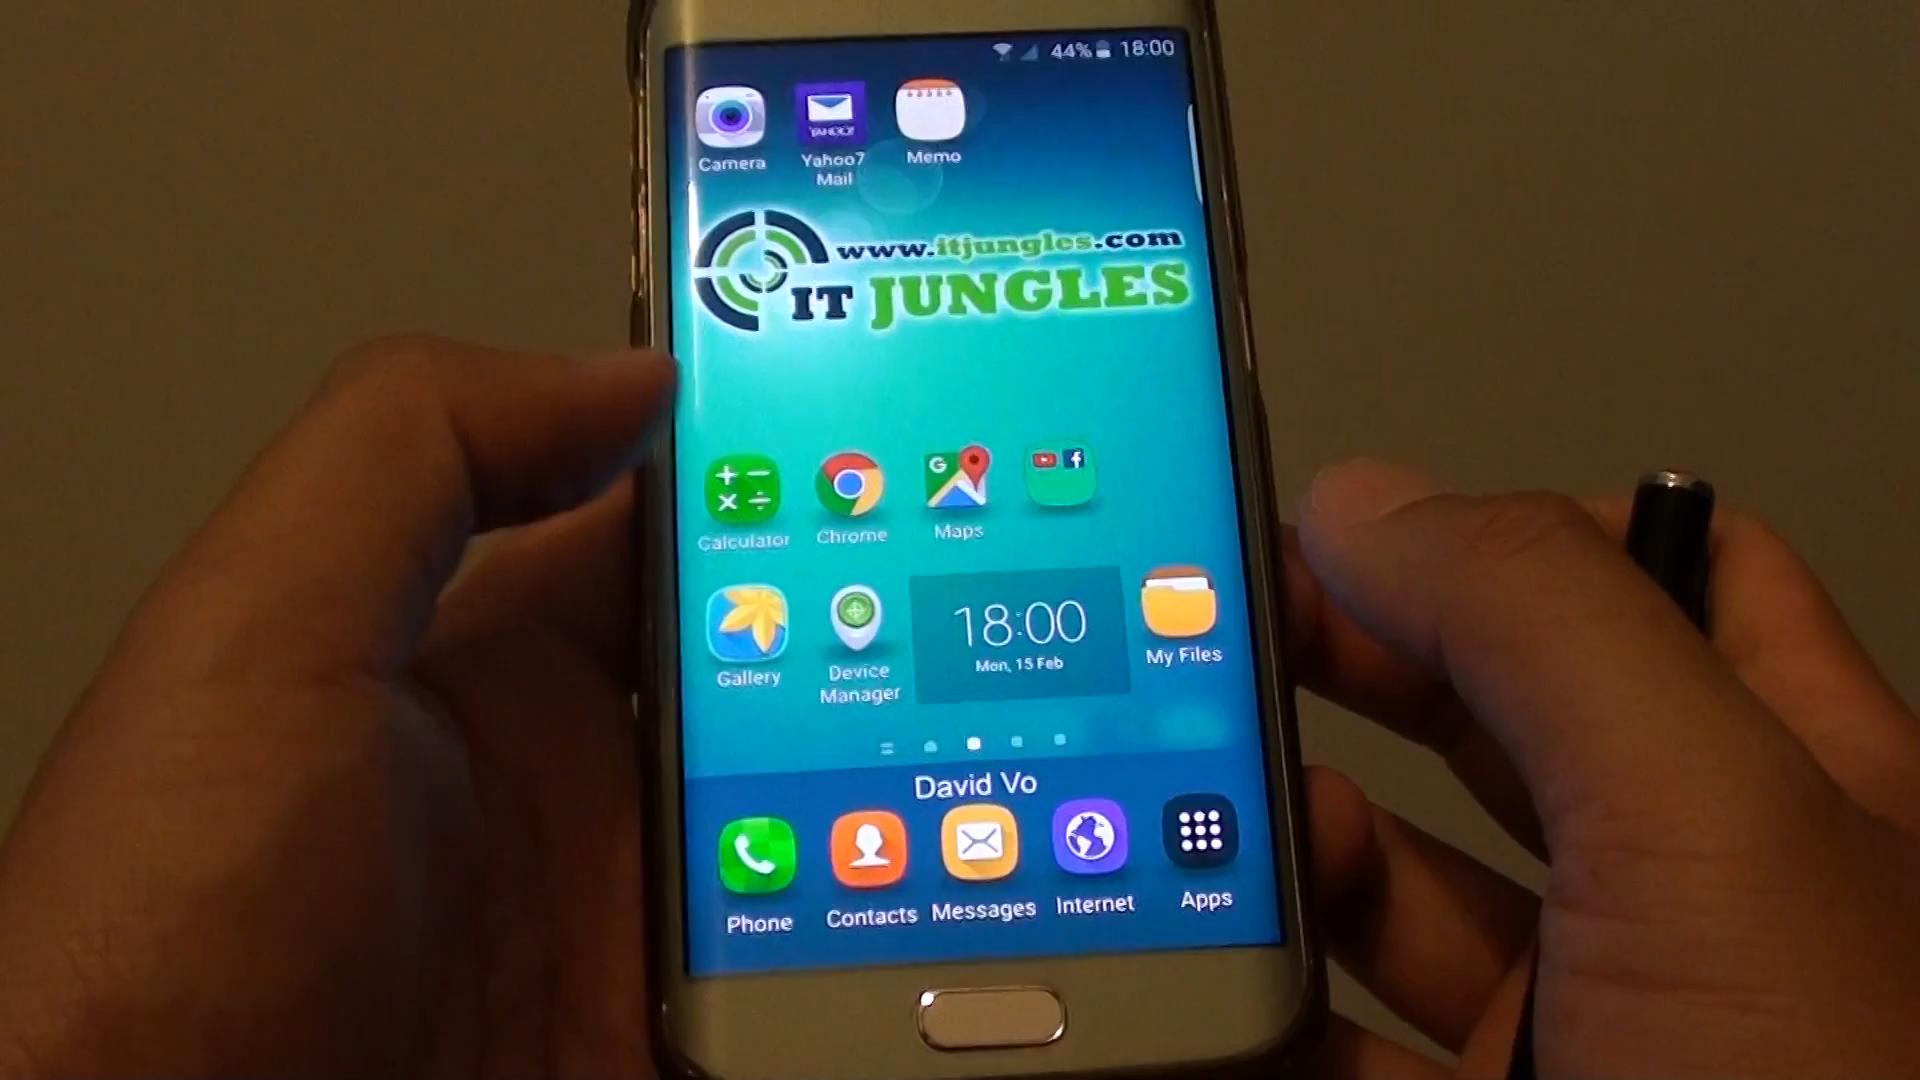 44% 18:00
YAHOO!
Camera
Yahoo7
Mail
Memo
www.itjungles.com
IT JUNGLES
G
Calculator
Chrome
Maps
18:00
Mon, 15 Feb
Gallery
Device
Manager
My Files
David Vo
Phone
Contacts
Messages
Internet
Apps